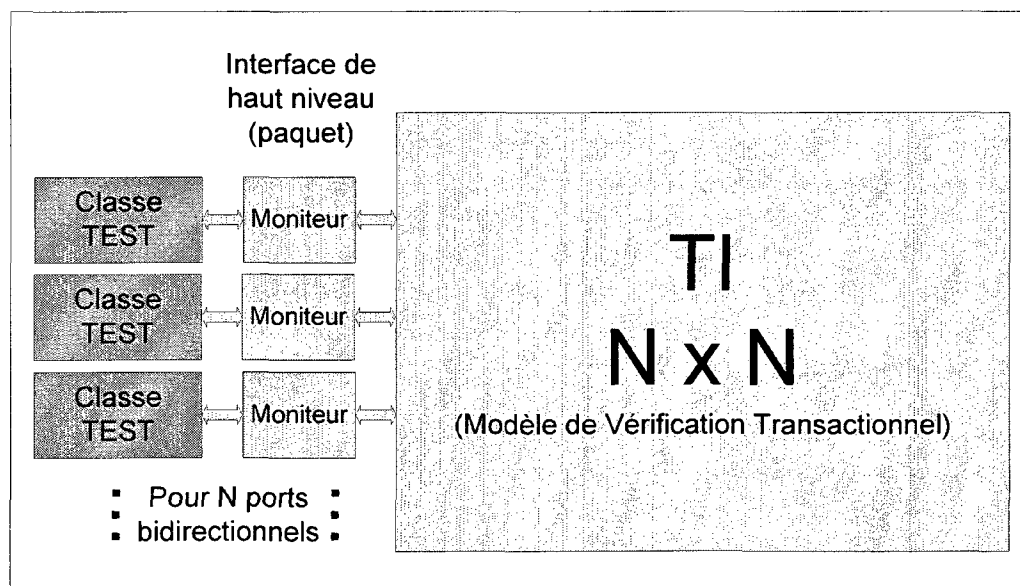 Interface de
haut niveau
(paquet)
Classe
TEST
Moniteur
Classe
TEST
Moniteur
Classe
TEST
Moniteur
TI
N x N
(Modèle de Vérification Transactionnel)
Pour N ports
bidirectionnels